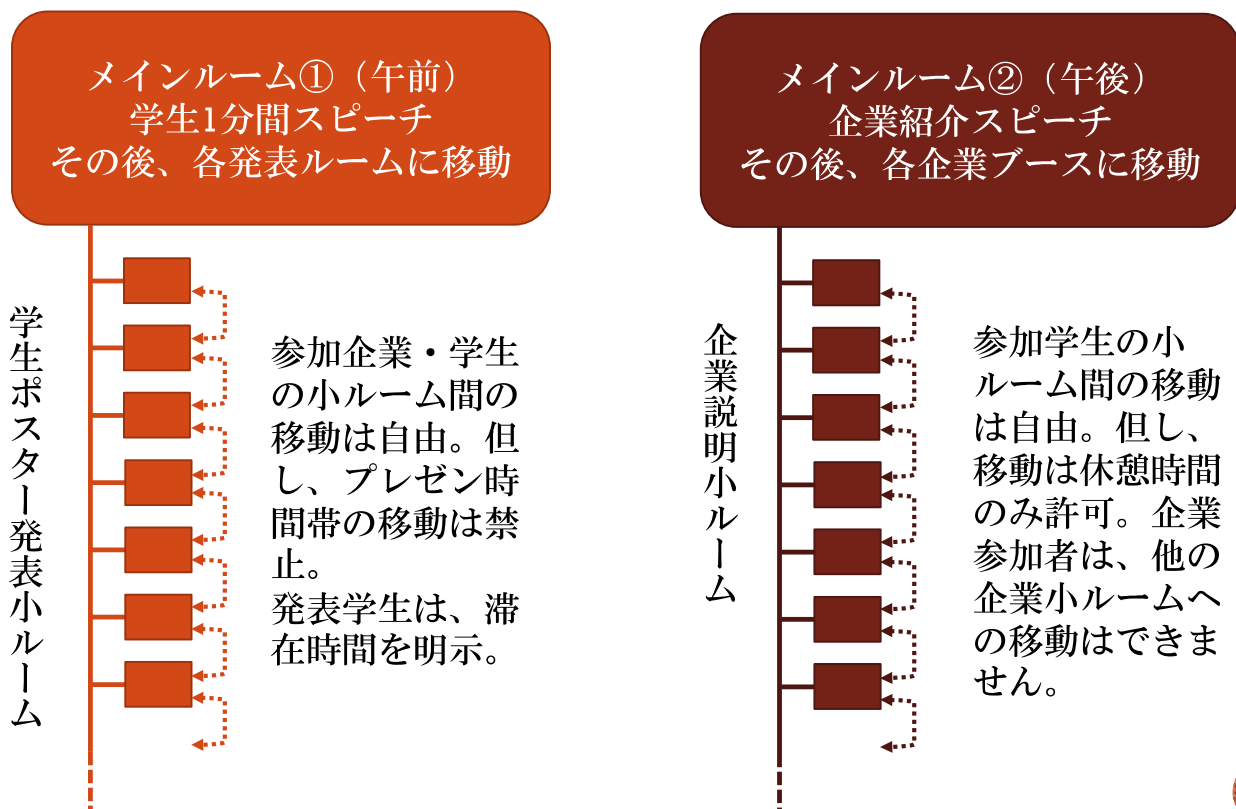 メインルーム①（午前）
学生1分間スピーチ
その後、各発表ルームに移動
学生ポスター発表小ルーム
参加企業・学生
の小ルーム間の
移動は自由。但
し、プレゼン時
間帯の移動は禁
止。
発表学生は、滞
在時間を明示。
メインルーム②（午後）
企業紹介スピーチ
その後、各企業ブースに移動
企業説明小ルーム
参加学生の小
ルーム間の移動
は自由。但し、
移動は休憩時間
のみ許可。企業
参加者は、他の
企業小ルームへ
の移動はできま
せん。